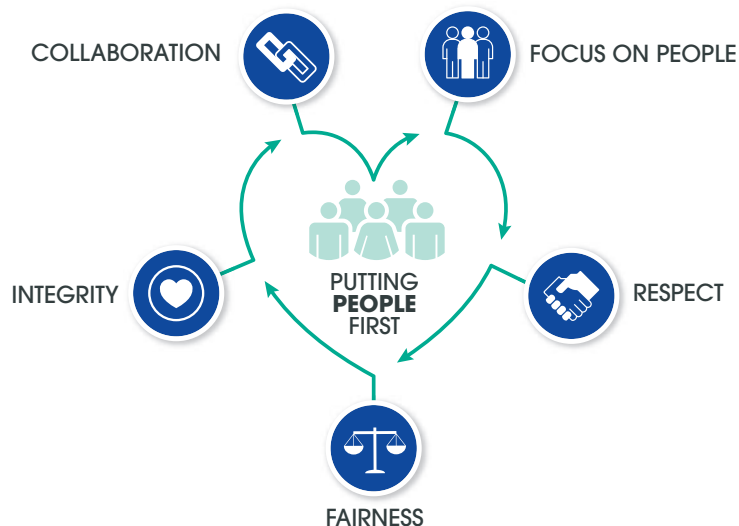 COLLABORATION
FOCUS ON PEOPLE
INTEGRITY
PUTTING
PEOPLE
FIRST
RESPECT
FAIRNESS